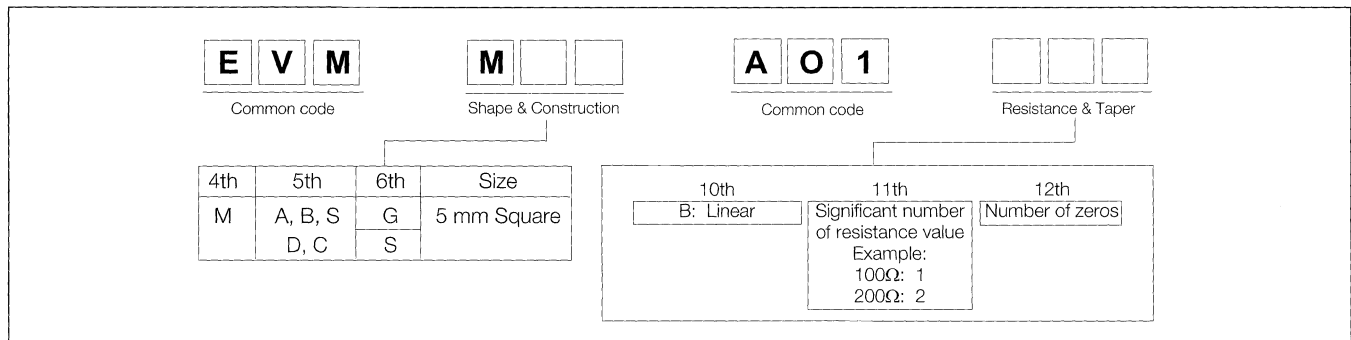 E V M M A O 1
Common code Shape & Construction Common code Resistance & Taper
4th 5th 6th Size
M A, B, S G 5 mm Square
D, C S
10th 11th 12th
B: Linear Significant number Number of zeros
of resistance value
Example:
100Ω: 1
200Ω: 2